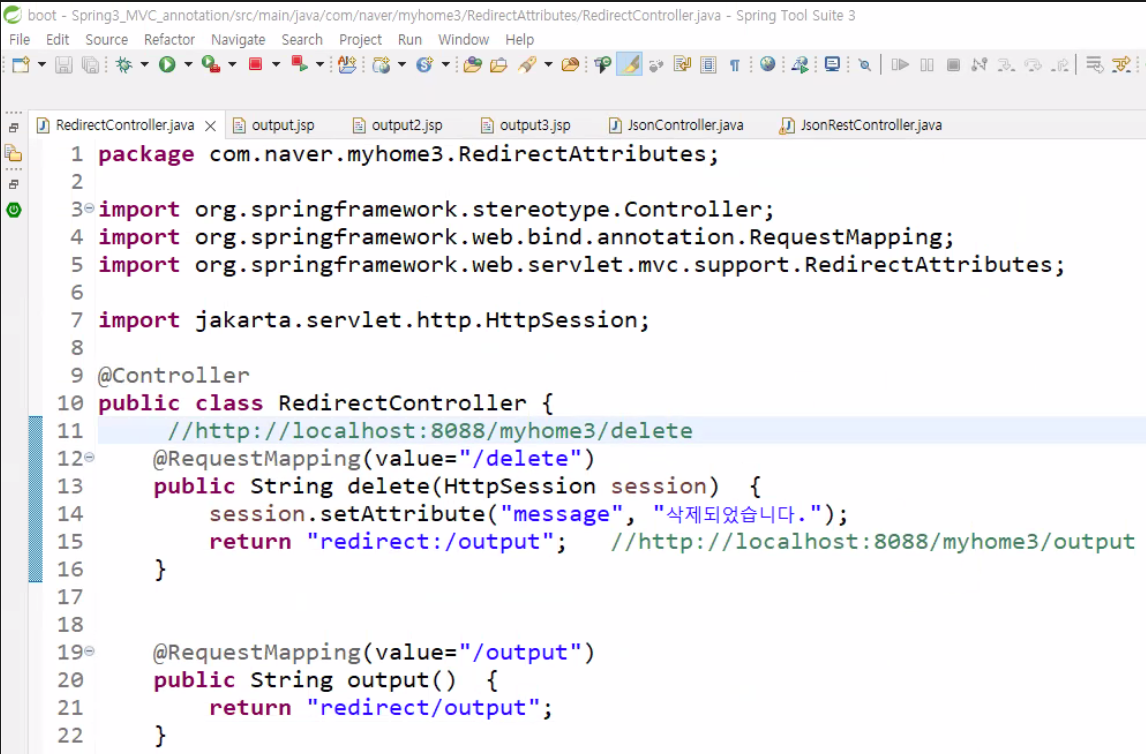 boot - Spring3_MVC_annotation/src/main/java/com/naver/myhome3/RedirectAttributes/RedirectController.java - Spring Tool Suite 3
File Edit Source Refactor Navigate Search Project Run Window Help
RedirectController.java output.jsp output2.jsp output3.jsp JsonController.java JsonRestController.java
1 package com.naver.myhome3.RedirectAttributes;
2
3 import org.springframework.stereotype.Controller;
4 import org.springframework.web.bind.annotation.RequestMapping;
5 import org.springframework.web.servlet.mvc.support.RedirectAttributes;
6
7 import jakarta.servlet.http.HttpSession;
8
9 @Controller
10 public class RedirectController {
11 //http://localhost:8088/myhome3/delete
12 @RequestMapping(value="/delete")
13 public String delete(HttpSession session) {
14 session.setAttribute("message", "삭제되었습니다.");
15 return "redirect:/output"; //http://localhost:8088/myhome3/output
16 }
17
18
19 @RequestMapping(value="/output")
20 public String output() {
21 return "redirect/output";
22 }